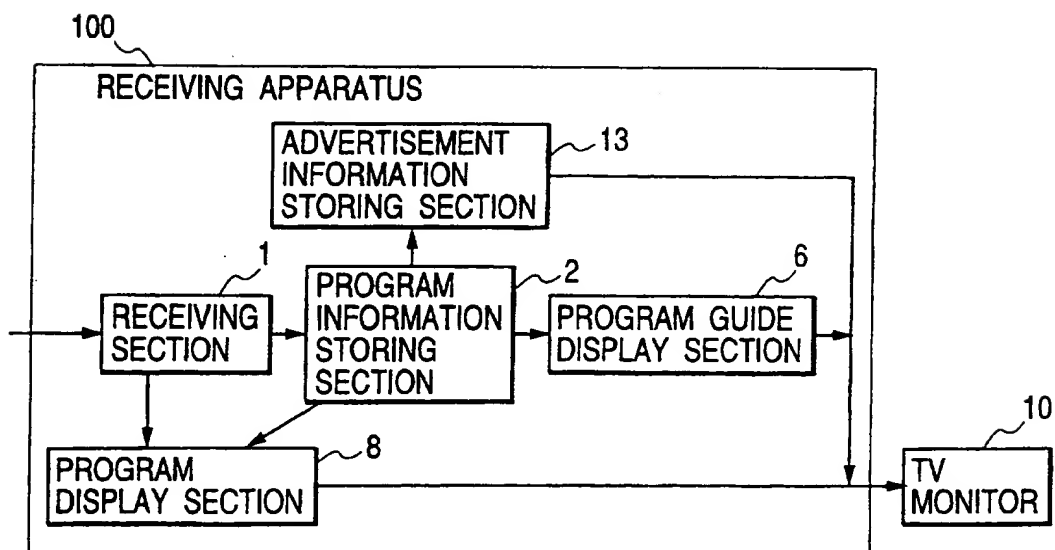 100
RECEIVING APPARATUS
ADVERTISEMENT
INFORMATION
STORING SECTION
13
1
RECEIVING
SECTION
PROGRAM
INFORMATION
STORING
SECTION
2
6
PROGRAM GUIDE
DISPLAY SECTION
PROGRAM
DISPLAY SECTION
8
10
TV
MONITOR